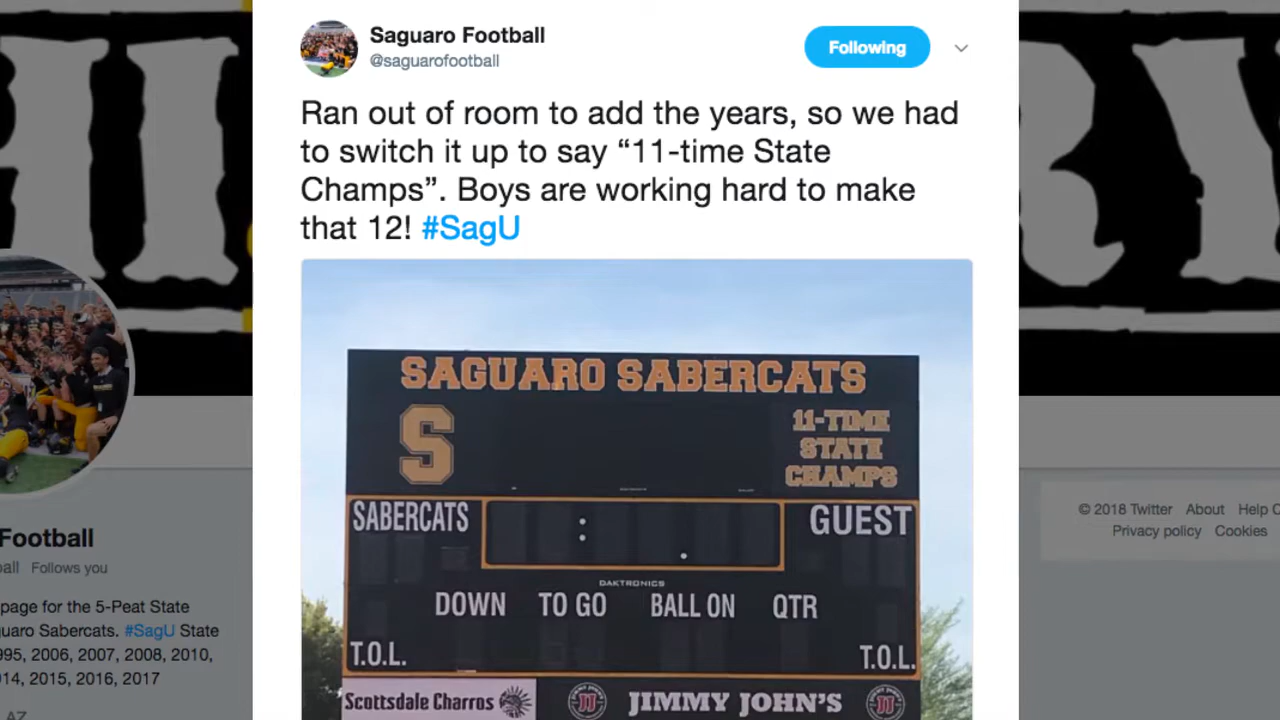 Saguaro Football
@saguarofootball
Following
Ran out of room to add the years, so we had
to switch it up to say “11-time State
Champs”. Boys are working hard to make
that 12! #SagU
SAGUARO SABERCATS
S
11-TIME
STATE
CHAMPS
SABERCATS
:
.
GUEST
DAKTRONICS
DOWN TO GO BALL ON QTR
T.O.L. T.O.L.
Scottsdale Charros
JIMMY JOHN'S
Football
Follows you
page for the 5-Peat State
Sabercats. #SagU State
2006, 2007, 2008, 2010,
2015, 2016, 2017
AZ
© 2018 Twitter About Help
Privacy policy Cookies